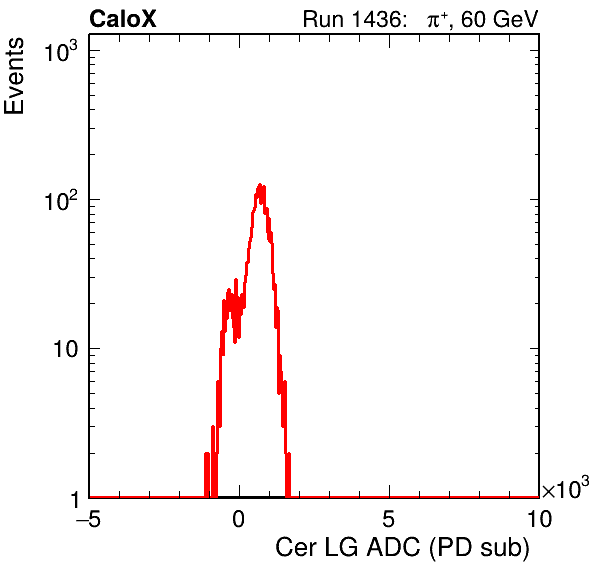 CaloX Run 1436: π⁺, 60 GeV
Events
10³
10²
10
1
−5 0 5 10
×10³
Cer LG ADC (PD sub)